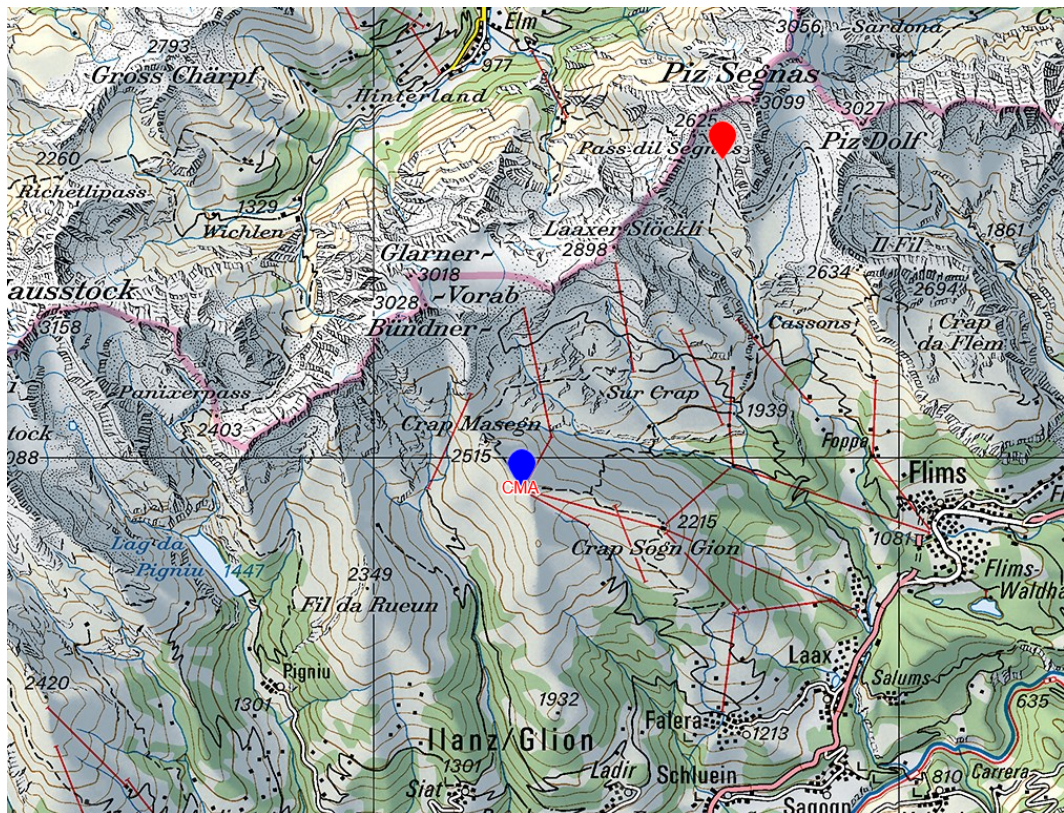 Elm
3056
Sardona
2793
Gross Chärpf
977
Piz Segnas
Hinterland
3099
3027
2625
Pass dil Segnas
Piz Dolf
2260
Richetlipass
1329
Wichlen
Laaxer Stöckli
2898
Il Fil
1861
Glarner-
3018
2634
2694
ausstock
3028
-Vorab
Bündner-
Cassons
Crap
da Flem
3158
Panixerpass
Sur Crap
2403
Crap Masegn
1939
tock
088
2515
Foppa
Flims
CMA
2215
Lag da
Pigniu
1447
Crap Sogn Gion
1081
Flims-
Waldha
2349
Fil da Rueun
Laax
Pigniu
Salums
2420
1301
1932
635
Falera
1213
Ilanz/Glion
1301
Siat
Ladir
Schluein
810
Carrera
Sagogn